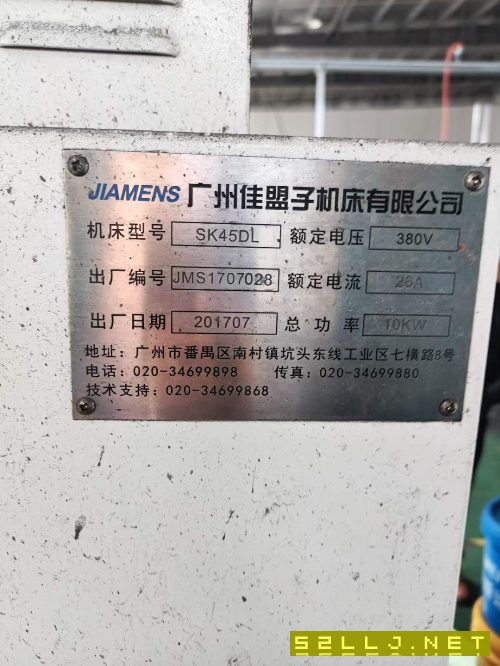 JIAMENS 广州佳盟子机床有限公司
机床型号 SK45DL 额定电压 380V
出厂编号 JMS1707028 额定电流 26A
出厂日期 201707 总功率 10KW
地址：广州市番禺区南村镇坑头东线工业区七横路8号
电话：020-34699898 传真：020-34699880
技术支持：020-34699868
52LLJ.NET